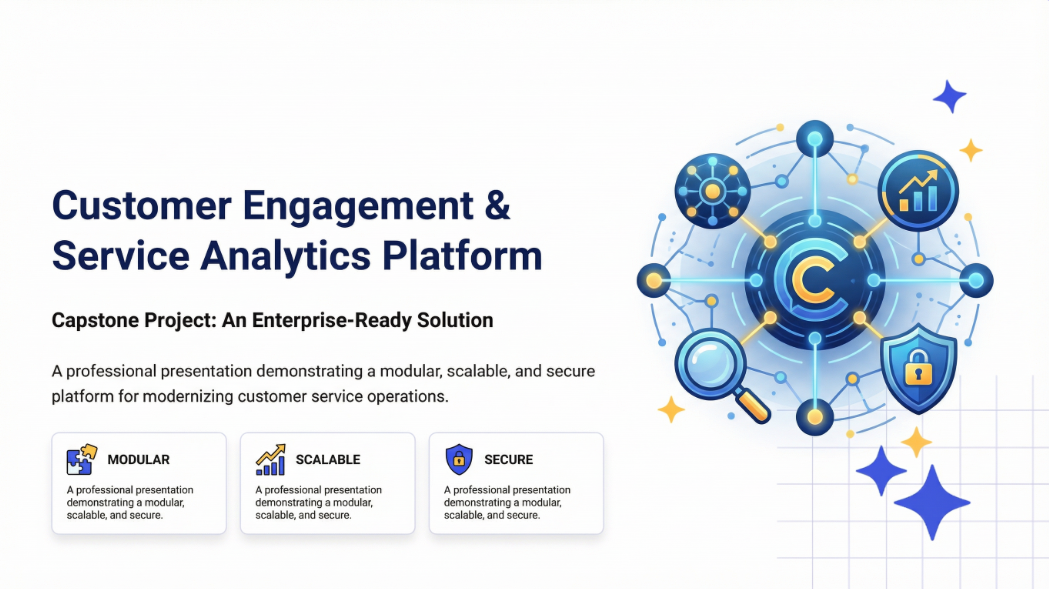 Customer Engagement &
Service Analytics Platform
Capstone Project: An Enterprise-Ready Solution
A professional presentation demonstrating a modular, scalable, and secure
platform for modernizing customer service operations.
MODULAR
A professional presentation
demonstrating a modular,
scalable, and secure.
SCALABLE
A professional presentation
demonstrating a modular,
scalable, and secure.
SECURE
A professional presentation
demonstrating a modular,
scalable, and secure.
C